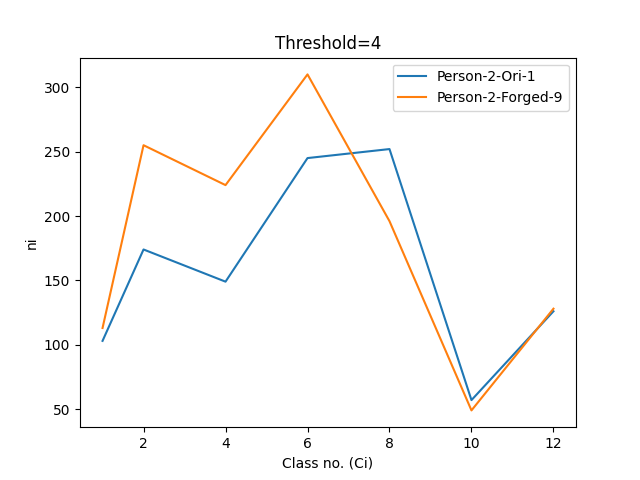 Threshold=4
Person-2-Ori-1
Person-2-Forged-9
300
250
200
150
100
50
ni
2 4 6 8 10 12
Class no. (Ci)